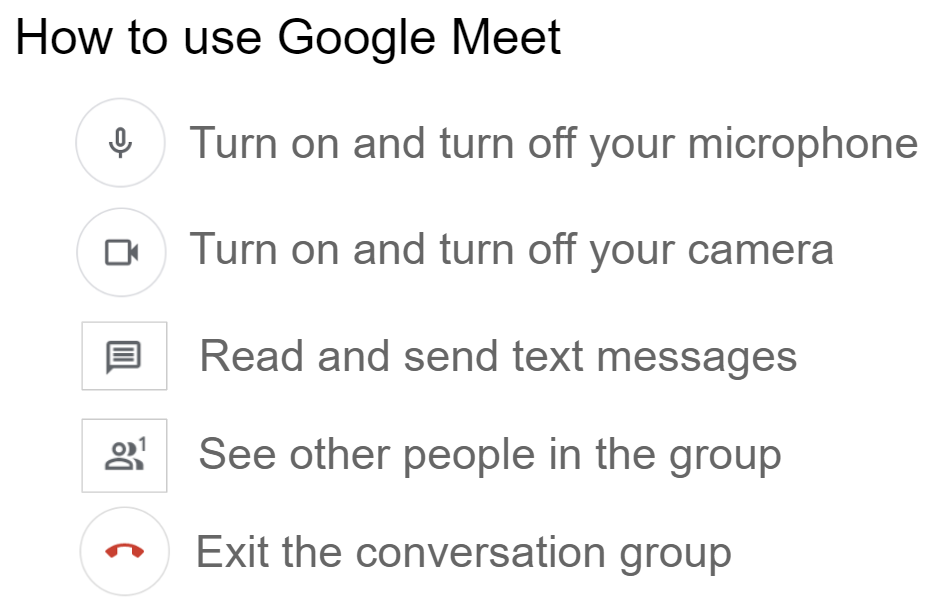 How to use Google Meet
Turn on and turn off your microphone
Turn on and turn off your camera
Read and send text messages
1
See other people in the group
Exit the conversation group